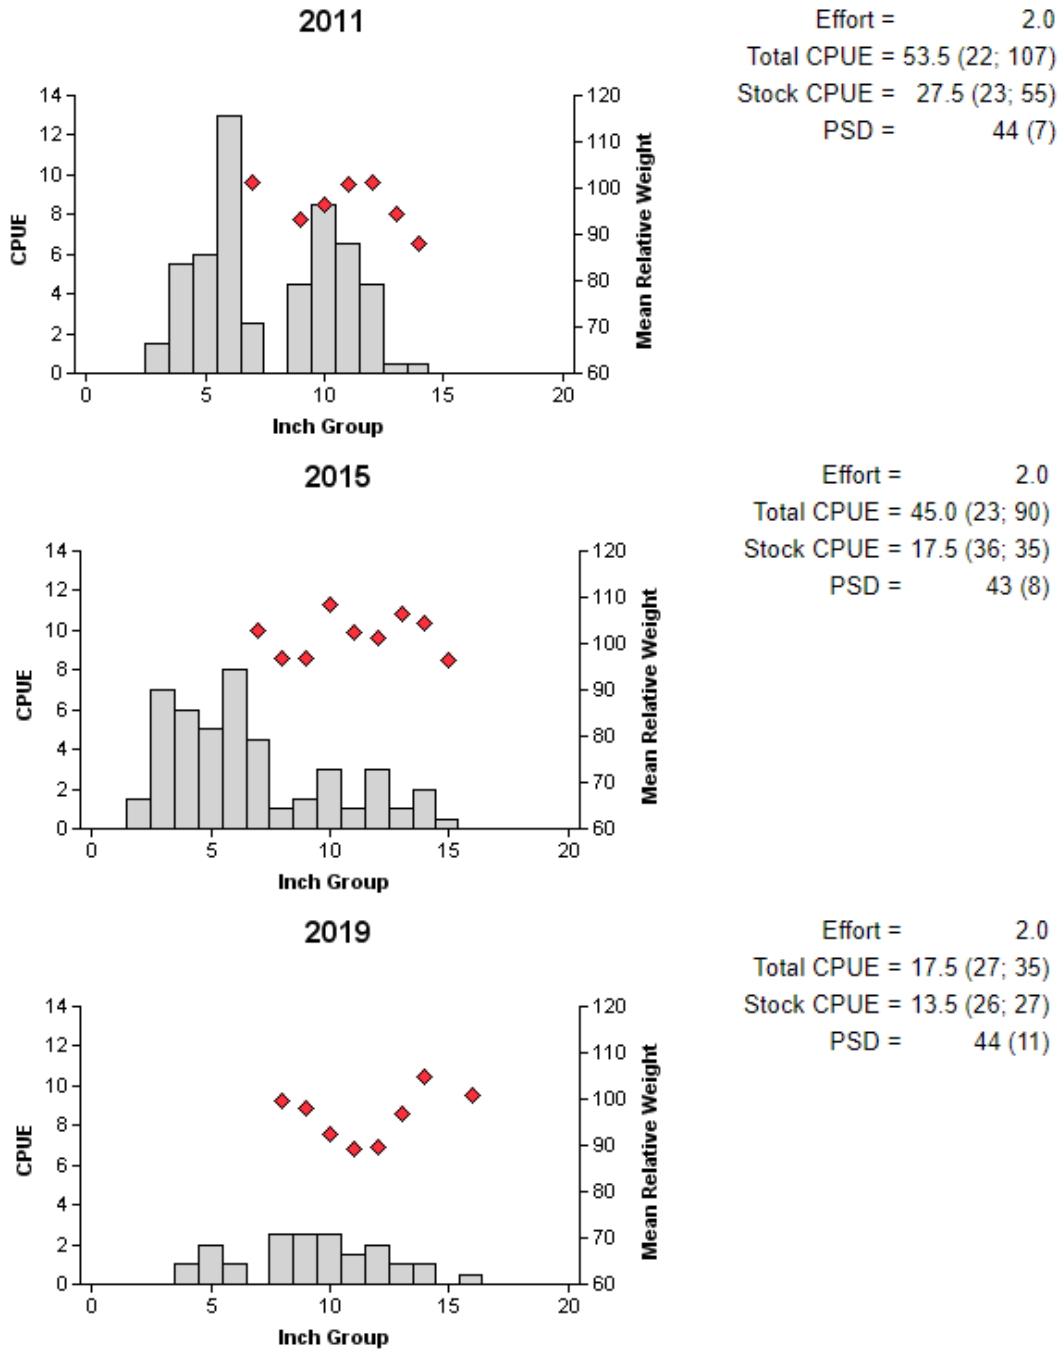 2011
Effort = 2.0
Total CPUE = 53.5 (22; 107)
Stock CPUE = 27.5 (23; 55)
PSD = 44 (7)
14
12
10
8
6
4
2
0
CPUE
120
110
100
90
80
70
60
Mean Relative Weight
0 5 10 15 20
Inch Group
2015
Effort = 2.0
Total CPUE = 45.0 (23; 90)
Stock CPUE = 17.5 (36; 35)
PSD = 43 (8)
14
12
10
8
6
4
2
0
CPUE
120
110
100
90
80
70
60
Mean Relative Weight
0 5 10 15 20
Inch Group
2019
Effort = 2.0
Total CPUE = 17.5 (27; 35)
Stock CPUE = 13.5 (26; 27)
PSD = 44 (11)
14
12
10
8
6
4
2
0
CPUE
120
110
100
90
80
70
60
Mean Relative Weight
0 5 10 15 20
Inch Group